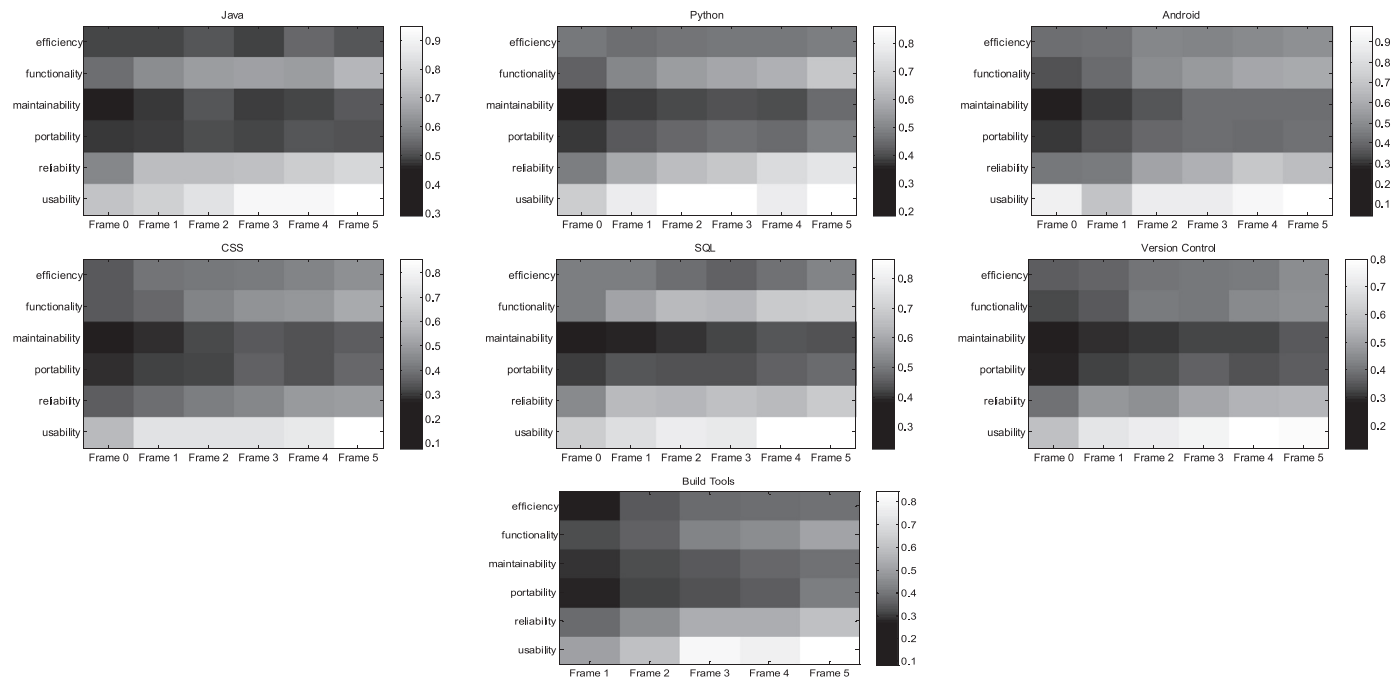 Java
efficiency
functionality
maintainability
portability
reliability
usability
Frame 0 Frame 1 Frame 2 Frame 3 Frame 4 Frame 5
0.9
0.8
0.7
0.6
0.5
0.4
0.3
Python
efficiency
functionality
maintainability
portability
reliability
usability
Frame 0 Frame 1 Frame 2 Frame 3 Frame 4 Frame 5
0.8
0.7
0.6
0.5
0.4
0.3
0.2
Android
efficiency
functionality
maintainability
portability
reliability
usability
Frame 0 Frame 1 Frame 2 Frame 3 Frame 4 Frame 5
0.9
0.8
0.7
0.6
0.5
0.4
0.3
0.2
0.1
CSS
efficiency
functionality
maintainability
portability
reliability
usability
Frame 0 Frame 1 Frame 2 Frame 3 Frame 4 Frame 5
0.8
0.7
0.6
0.5
0.4
0.3
0.2
0.1
SQL
efficiency
functionality
maintainability
portability
reliability
usability
Frame 0 Frame 1 Frame 2 Frame 3 Frame 4 Frame 5
0.8
0.7
0.6
0.5
0.4
0.3
Version Control
efficiency
functionality
maintainability
portability
reliability
usability
Frame 0 Frame 1 Frame 2 Frame 3 Frame 4 Frame 5
0.8
0.7
0.6
0.5
0.4
0.3
0.2
Build Tools
efficiency
functionality
maintainability
portability
reliability
usability
Frame 1 Frame 2 Frame 3 Frame 4 Frame 5
0.8
0.7
0.6
0.5
0.4
0.3
0.2
0.1